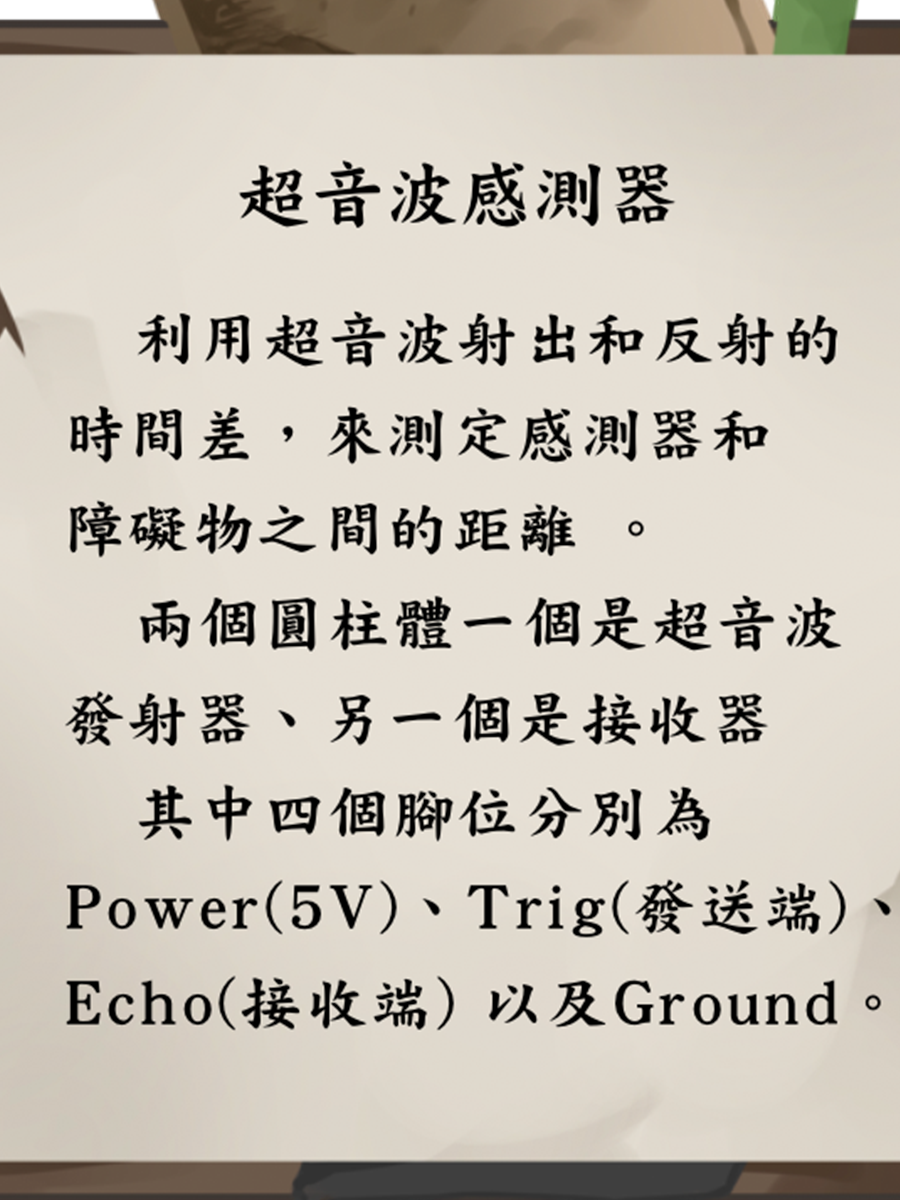 超音波感測器
利用超音波射出和反射的
時間差，來測定感測器和
障礙物之間的距離 。
兩個圓柱體一個是超音波
發射器、另一個是接收器
其中四個腳位分別為
Power(5V)、Trig(發送端)、
Echo(接收端) 以及Ground。